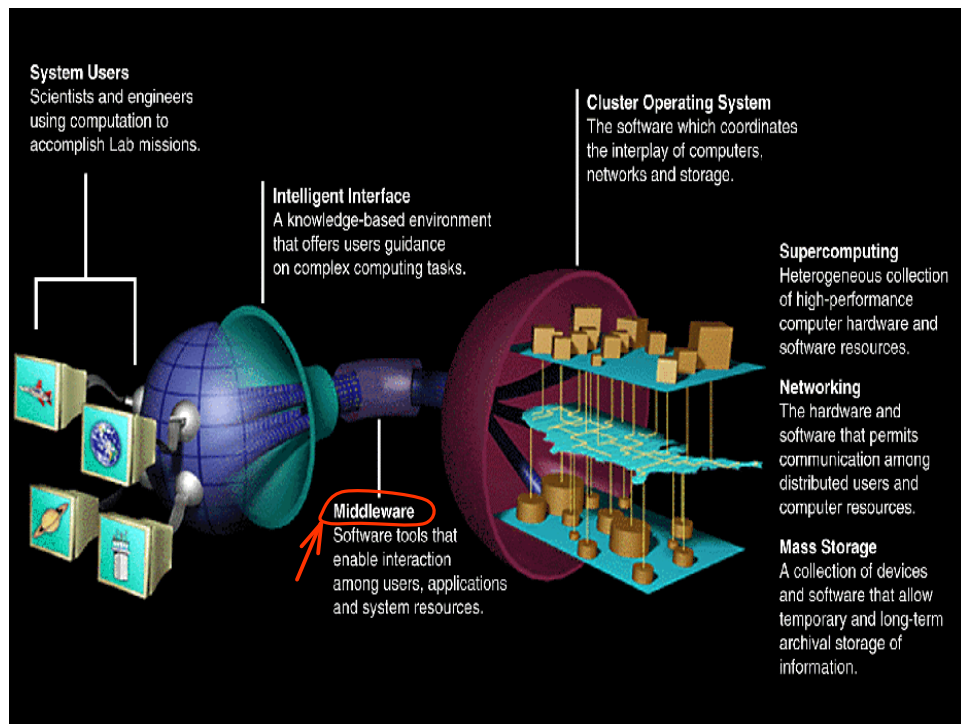 System Users
Scientists and engineers
using computation to
accomplish Lab missions.
Intelligent Interface
A knowledge-based environment
that offers users guidance
on complex computing tasks.
Middleware
Software tools that
enable interaction
among users, applications
and system resources.
Cluster Operating System
The software which coordinates
the interplay of computers,
networks and storage.
Supercomputing
Heterogeneous collection
of high-performance
computer hardware and
software resources.
Networking
The hardware and
software that permits
communication among
distributed users and
computer resources.
Mass Storage
A collection of devices
and software that allow
temporary and long-term
archival storage of
information.